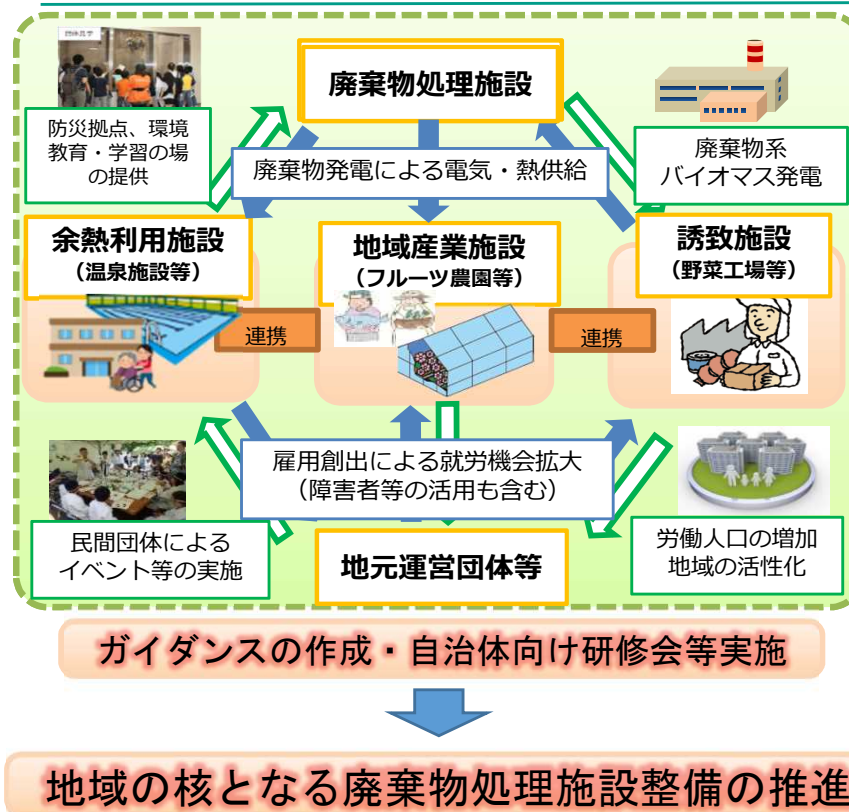 団体見学
廃棄物処理施設
防災拠点、環境
教育・学習の場
の提供
廃棄物発電による電気・熱供給
廃棄物系
バイオマス発電
余熱利用施設
（温泉施設等）
地域産業施設
（フルーツ農園等）
誘致施設
（野菜工場等）
連携
連携
雇用創出による就労機会拡大
（障害者等の活用も含む）
民間団体による
イベント等の実施
地元運営団体等
労働人口の増加
地域の活性化
ガイダンスの作成・自治体向け研修会等実施
地域の核となる廃棄物処理施設整備の推進